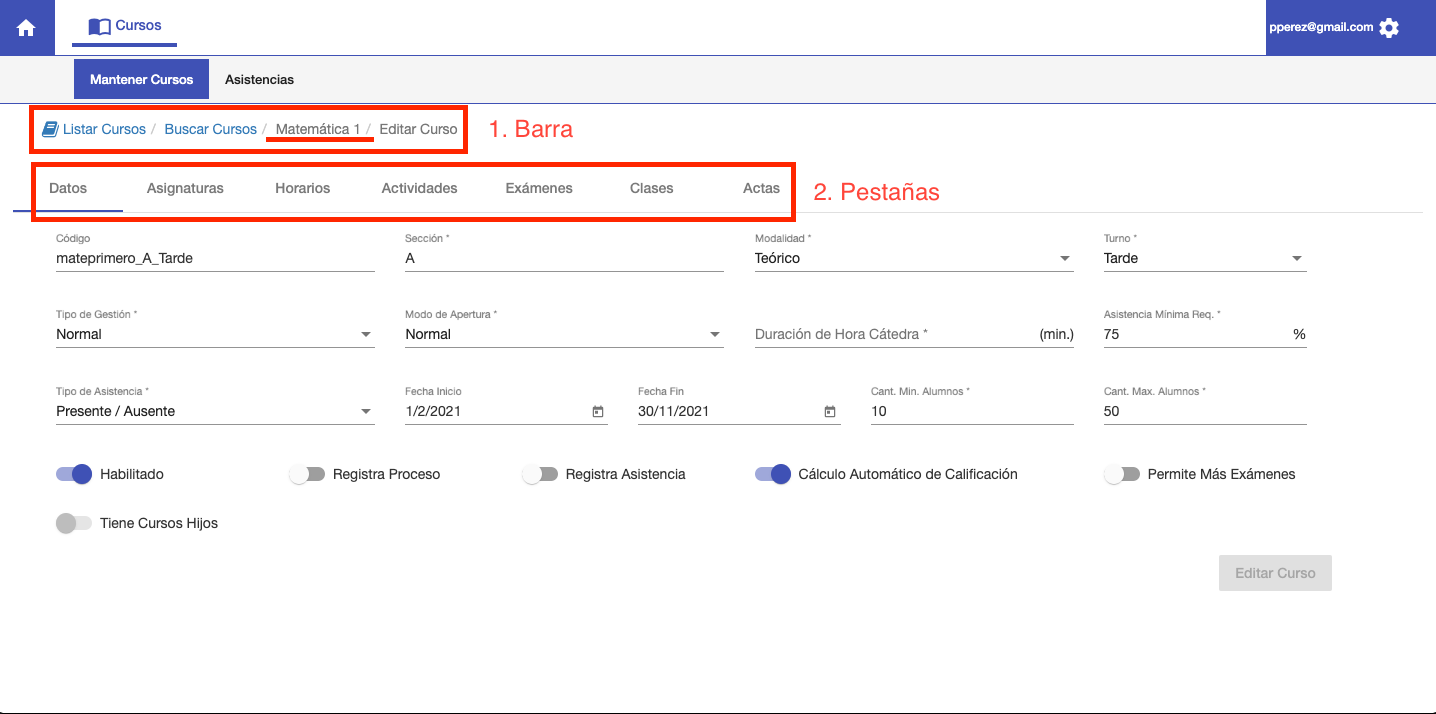 Cursos
pperez@gmail.com
Mantener Cursos Asistencias
Listar Cursos / Buscar Cursos / Matemática 1 / Editar Curso
1. Barra
Datos Asignaturas Horarios Actividades Exámenes Clases Actas
2. Pestañas
Código Sección * Modalidad * Turno *
mateprimero_A_Tarde A Teórico Tarde
Tipo de Gestión * Modo de Apertura * Asistencia Mínima Req. *
Normal Normal Duración de Hora Cátedra * (min.) 75 %
Tipo de Asistencia * Fecha Inicio Fecha Fin Cant. Min. Alumnos * Cant. Max. Alumnos *
Presente / Ausente 1/2/2021 30/11/2021 10 50
Habilitado Registra Proceso Registra Asistencia Cálculo Automático de Calificación Permite Más Exámenes
Tiene Cursos Hijos
Editar Curso